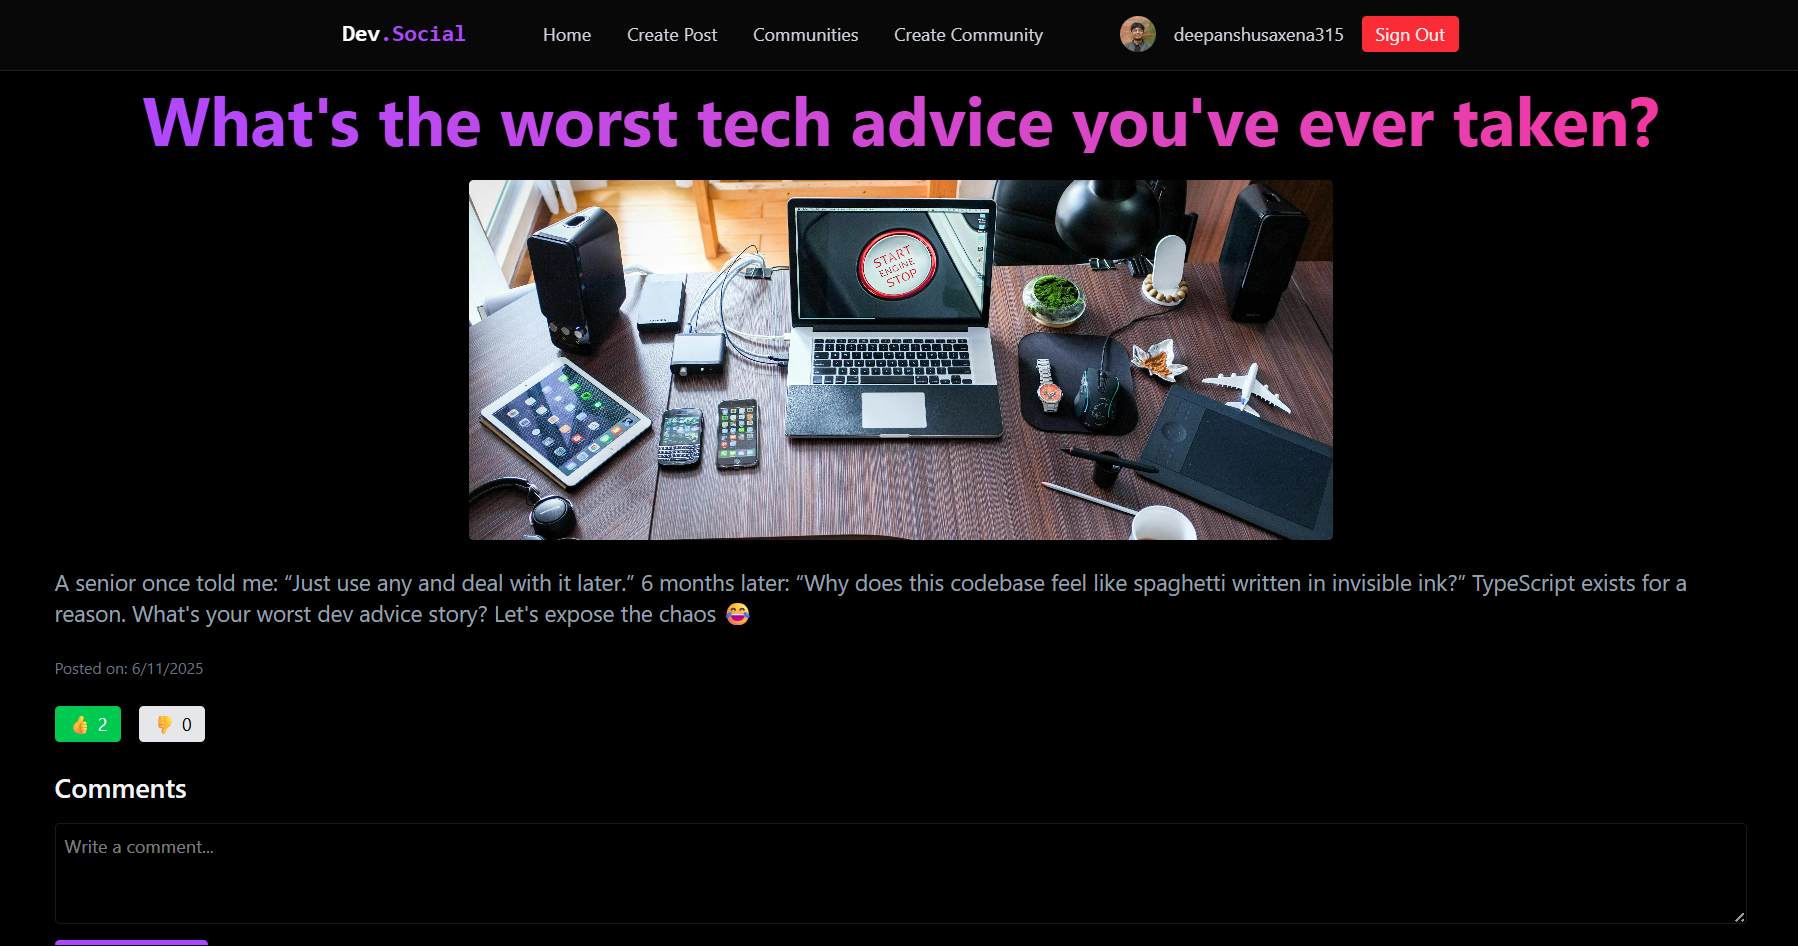 Dev.Social
Home
Create Post
Communities
Create Community
deepanshusaxena315
Sign Out
What's the worst tech advice you've ever taken?
START
ENGINE
STOP
A senior once told me: “Just use any and deal with it later.” 6 months later: “Why does this codebase feel like spaghetti written in invisible ink?” TypeScript exists for a
reason. What's your worst dev advice story? Let's expose the chaos 😂
Posted on: 6/11/2025
👍 2
👎 0
Comments
Write a comment...